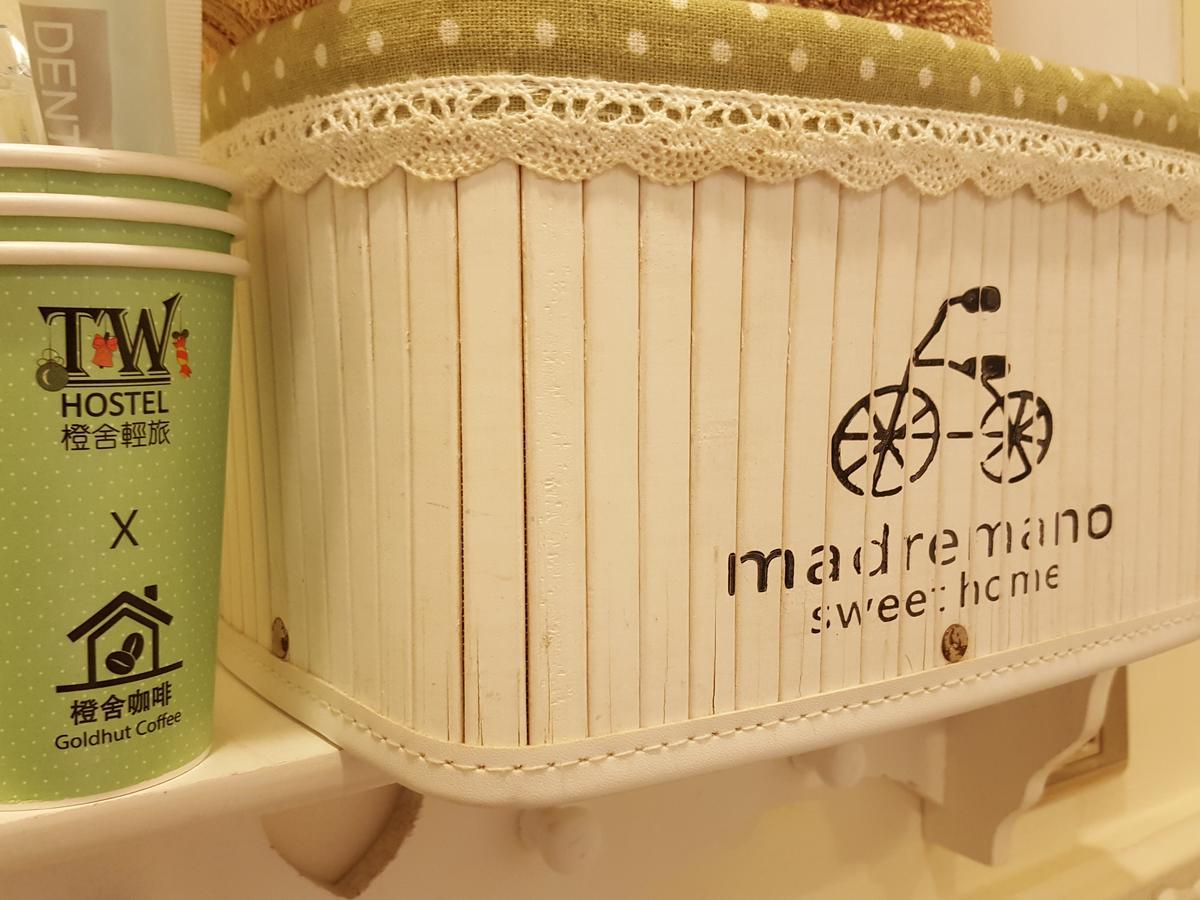 DENT
TW
HOSTEL
橙舍輕旅
X
橙舍咖啡
Goldhut Coffee
madremano
sweet home